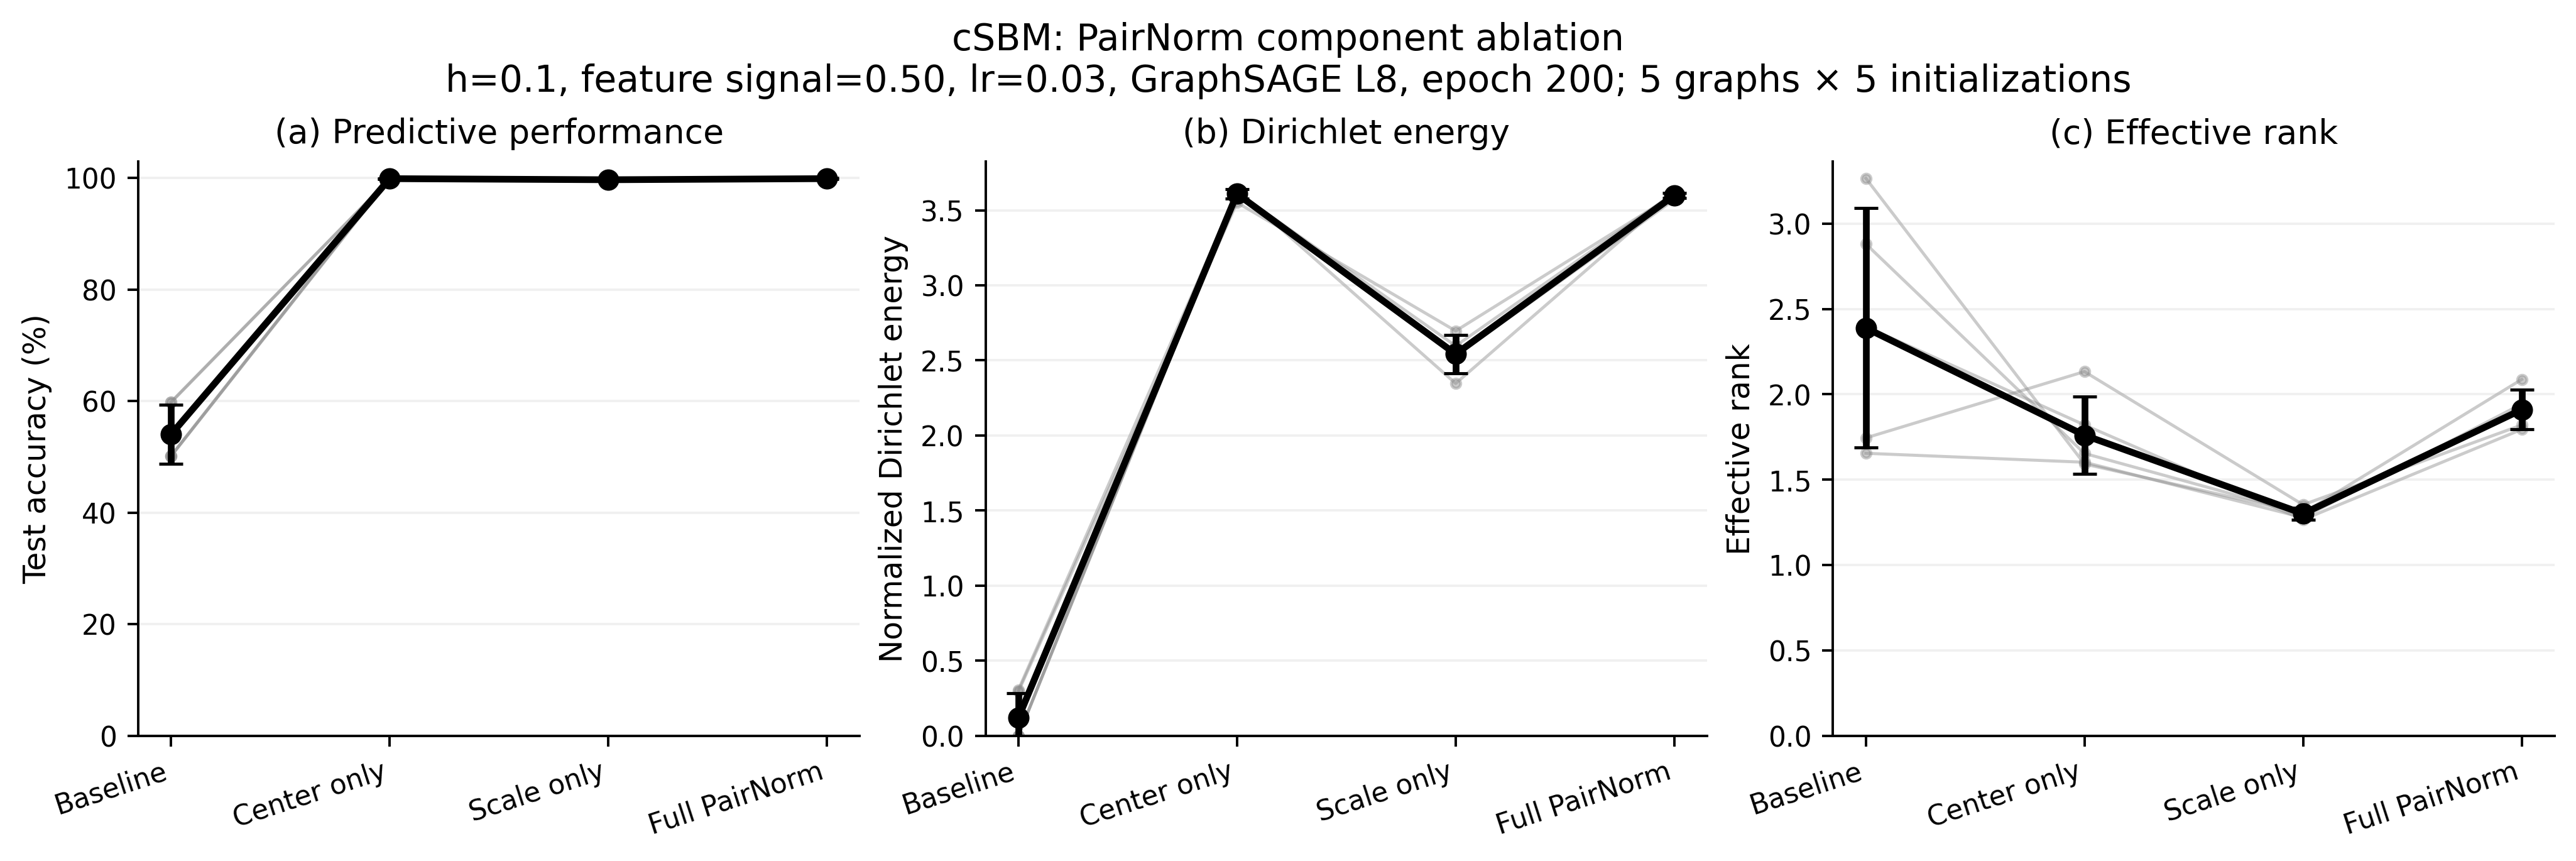 cSBM: PairNorm component ablation
h=0.1, feature signal=0.50, lr=0.03, GraphSAGE L8, epoch 200; 5 graphs × 5 initializations
(a) Predictive performance
Test accuracy (%)
100
80
60
40
20
0
Baseline
Center only
Scale only
Full PairNorm
(b) Dirichlet energy
Normalized Dirichlet energy
3.5
3.0
2.5
2.0
1.5
1.0
0.5
0.0
Baseline
Center only
Scale only
Full PairNorm
(c) Effective rank
Effective rank
3.0
2.5
2.0
1.5
1.0
0.5
0.0
Baseline
Center only
Scale only
Full PairNorm